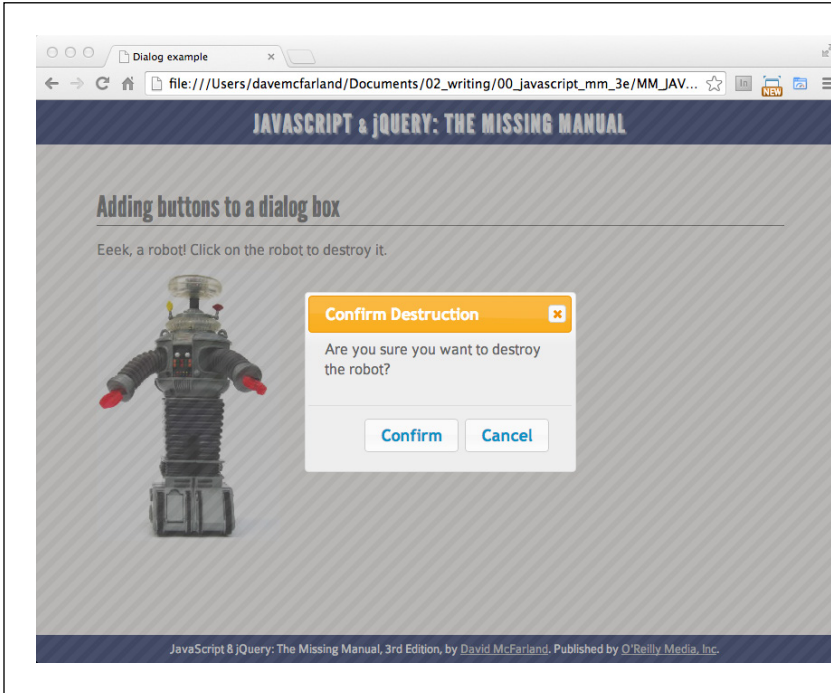 Dialog example
file:///Users/davemcfarland/Documents/02_writing/00_javascript_mm_3e/MM_JAV...
In
NEW
JAVASCRIPT & jQUERY: THE MISSING MANUAL
Adding buttons to a dialog box
Eeek, a robot! Click on the robot to destroy it.
Confirm Destruction
Are you sure you want to destroy
the robot?
Confirm
Cancel
JavaScript & jQuery: The Missing Manual, 3rd Edition, by David McFarland. Published by O'Reilly Media, Inc.